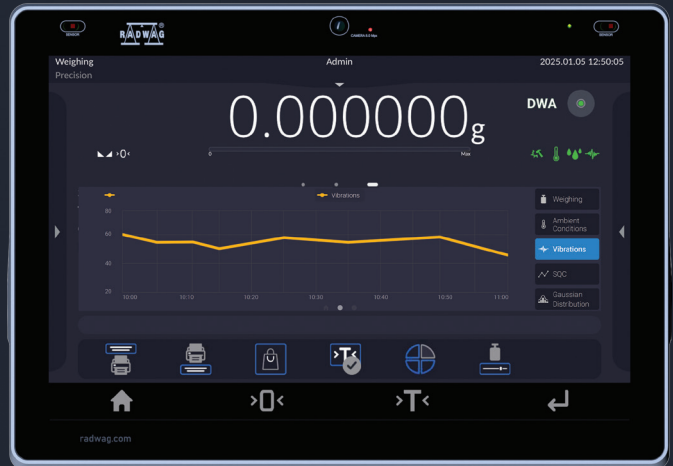 SENSOR
RADWAG®
CAMERA 8.0 Mpx
SENSOR
Weighing
Admin
2025.01.05 12:50:05
Precision
0.000000g
DWA
>0<
0
Max
Vibrations
80
60
40
20
10:00
10:10
10:20
10:30
10:40
10:50
11:00
Weighing
Ambient
Conditions
Vibrations
SQC
Gaussian
Distribution
>T<
>0<
>T<
radwag.com